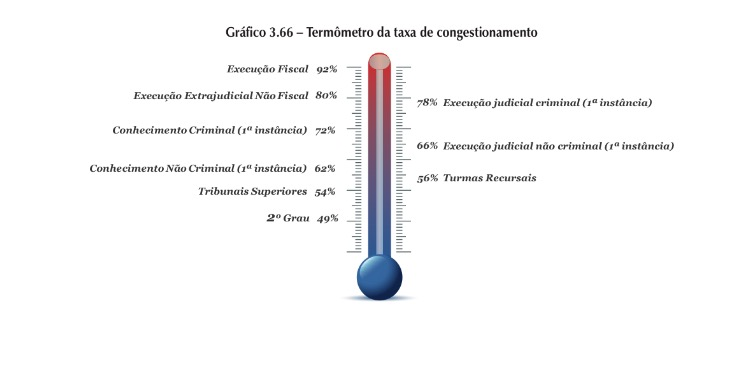 Gráfico 3.66 – Termômetro da taxa de congestionamento
Execução Fiscal 92%
Execução Extrajudicial Não Fiscal 80%
78% Execução judicial criminal (1ª instância)
Conhecimento Criminal (1ª instância) 72%
66% Execução judicial não criminal (1ª instância)
Conhecimento Não Criminal (1ª instância) 62%
56% Turmas Recursais
Tribunais Superiores 54%
2º Grau 49%